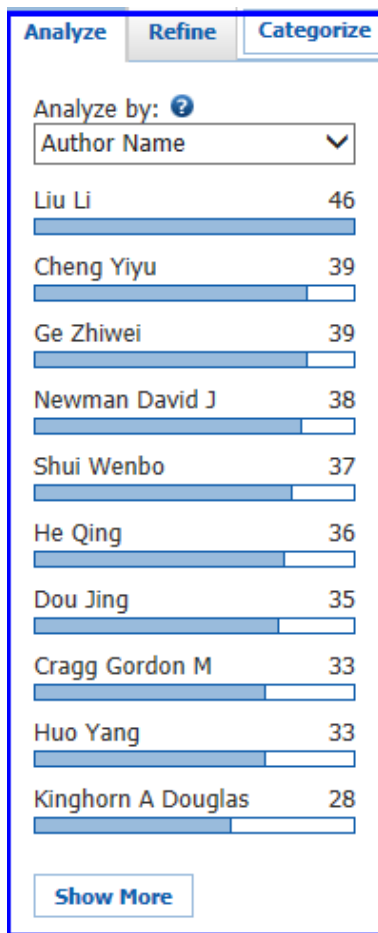 Analyze Refine Categorize
Analyze by: ?
Author Name
Liu Li 46
Cheng Yiyu 39
Ge Zhiwei 39
Newman David J 38
Shui Wenbo 37
He Qing 36
Dou Jing 35
Cragg Gordon M 33
Huo Yang 33
Kinghorn A Douglas 28
Show More